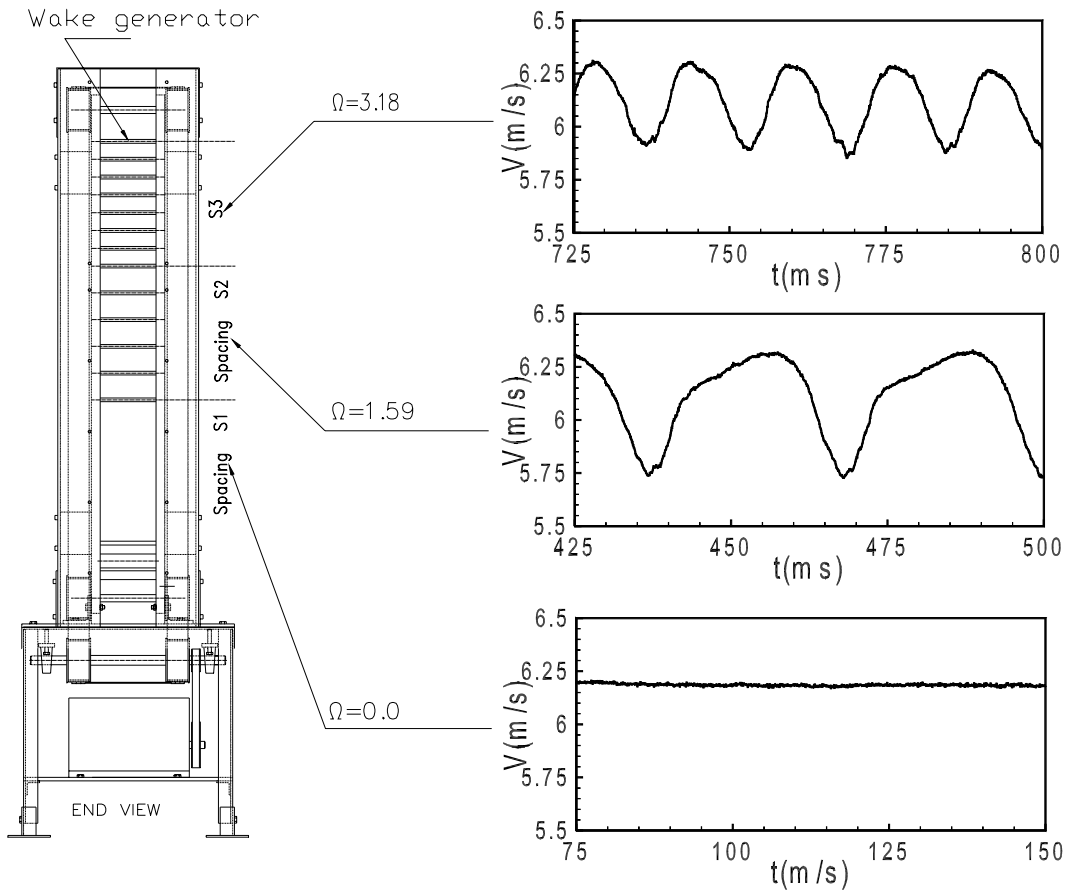 Wake generator
Ω=3.18
S3
S2
Spacing
Ω=1.59
S1
Spacing
Ω=0.0
END VIEW
V(m/s)
6.5
6.25
6
5.75
5.5
725
750
775
800
t(ms)
V(m/s)
6.5
6.25
6
5.75
5.5
425
450
475
500
t(ms)
V(m/s)
6.5
6.25
6
5.75
5.5
75
100
125
150
t(m/s)